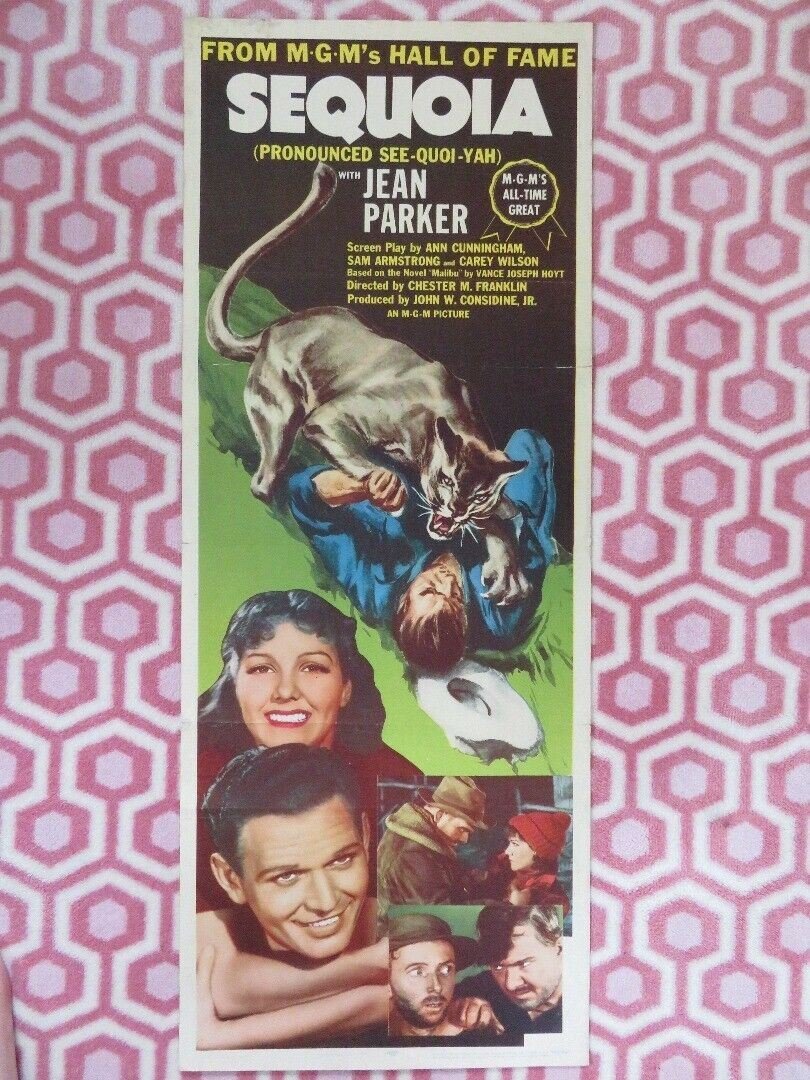 FROM M·G·M's HALL OF FAME
SEQUOIA
(PRONOUNCED SEE-QUOI-YAH)
WITH JEAN
PARKER
M-G-M'S
ALL-TIME
GREAT
Screen Play by ANN CUNNINGHAM,
SAM ARMSTRONG and CAREY WILSON
Based on the Novel "Malibu" by VANCE JOSEPH HOYT
Directed by CHESTER M. FRANKLIN
Produced by JOHN W. CONSIDINE, JR.
AN M-G-M PICTURE